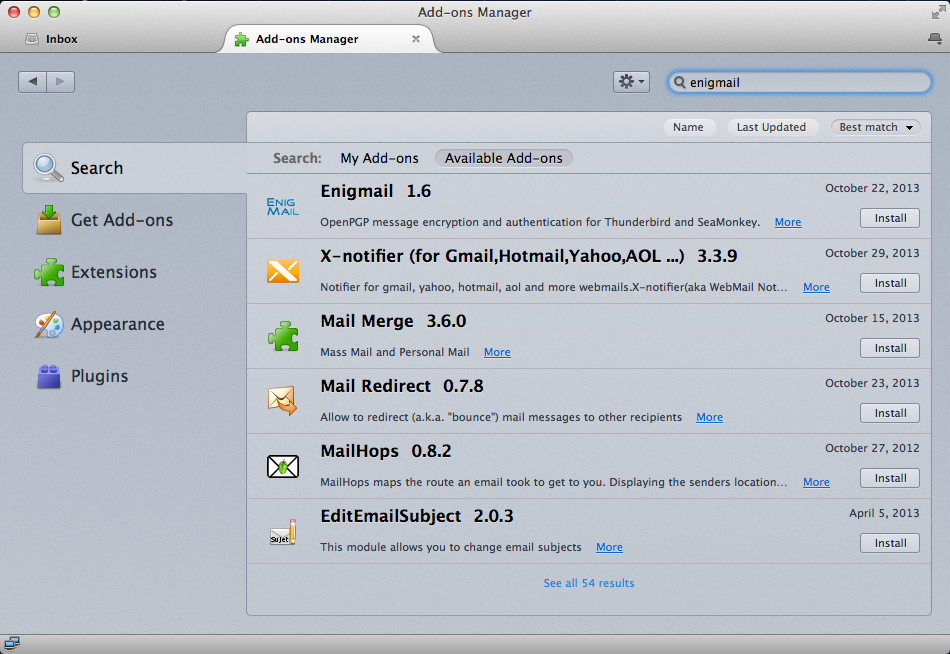 Add-ons Manager
Inbox
Add-ons Manager
enigmail
Name
Last Updated
Best match
Search
Get Add-ons
Extensions
Appearance
Plugins
Search: My Add-ons Available Add-ons
ENIG
MAIL
Enigmail 1.6
October 22, 2013
OpenPGP message encryption and authentication for Thunderbird and SeaMonkey. More
Install
X-notifier (for Gmail,Hotmail,Yahoo,AOL ...) 3.3.9
October 29, 2013
Notifier for gmail, yahoo, hotmail, aol and more webmails.X-notifier(aka WebMail Not... More
Install
Mail Merge 3.6.0
October 15, 2013
Mass Mail and Personal Mail More
Install
Mail Redirect 0.7.8
October 23, 2013
Allow to redirect (a.k.a. "bounce") mail messages to other recipients More
Install
MailHops 0.8.2
October 27, 2012
MailHops maps the route an email took to get to you. Displaying the senders location... More
Install
Sujet
EditEmailSubject 2.0.3
April 5, 2013
This module allows you to change email subjects More
Install
See all 54 results